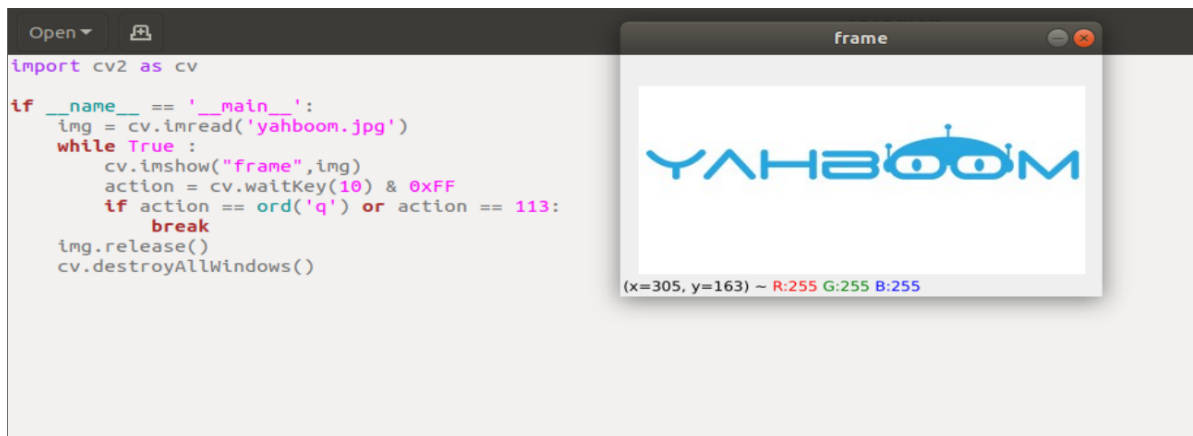 Open
import cv2 as cv
if __name__ == '__main__':
    img = cv.imread('yahboom.jpg')
    while True :
        cv.imshow("frame",img)
        action = cv.waitKey(10) & 0xFF
        if action == ord('q') or action == 113:
            break
    img.release()
    cv.destroyAllWindows()
frame
YAHBOOM
(x=305, y=163) ~ R:255 G:255 B:255